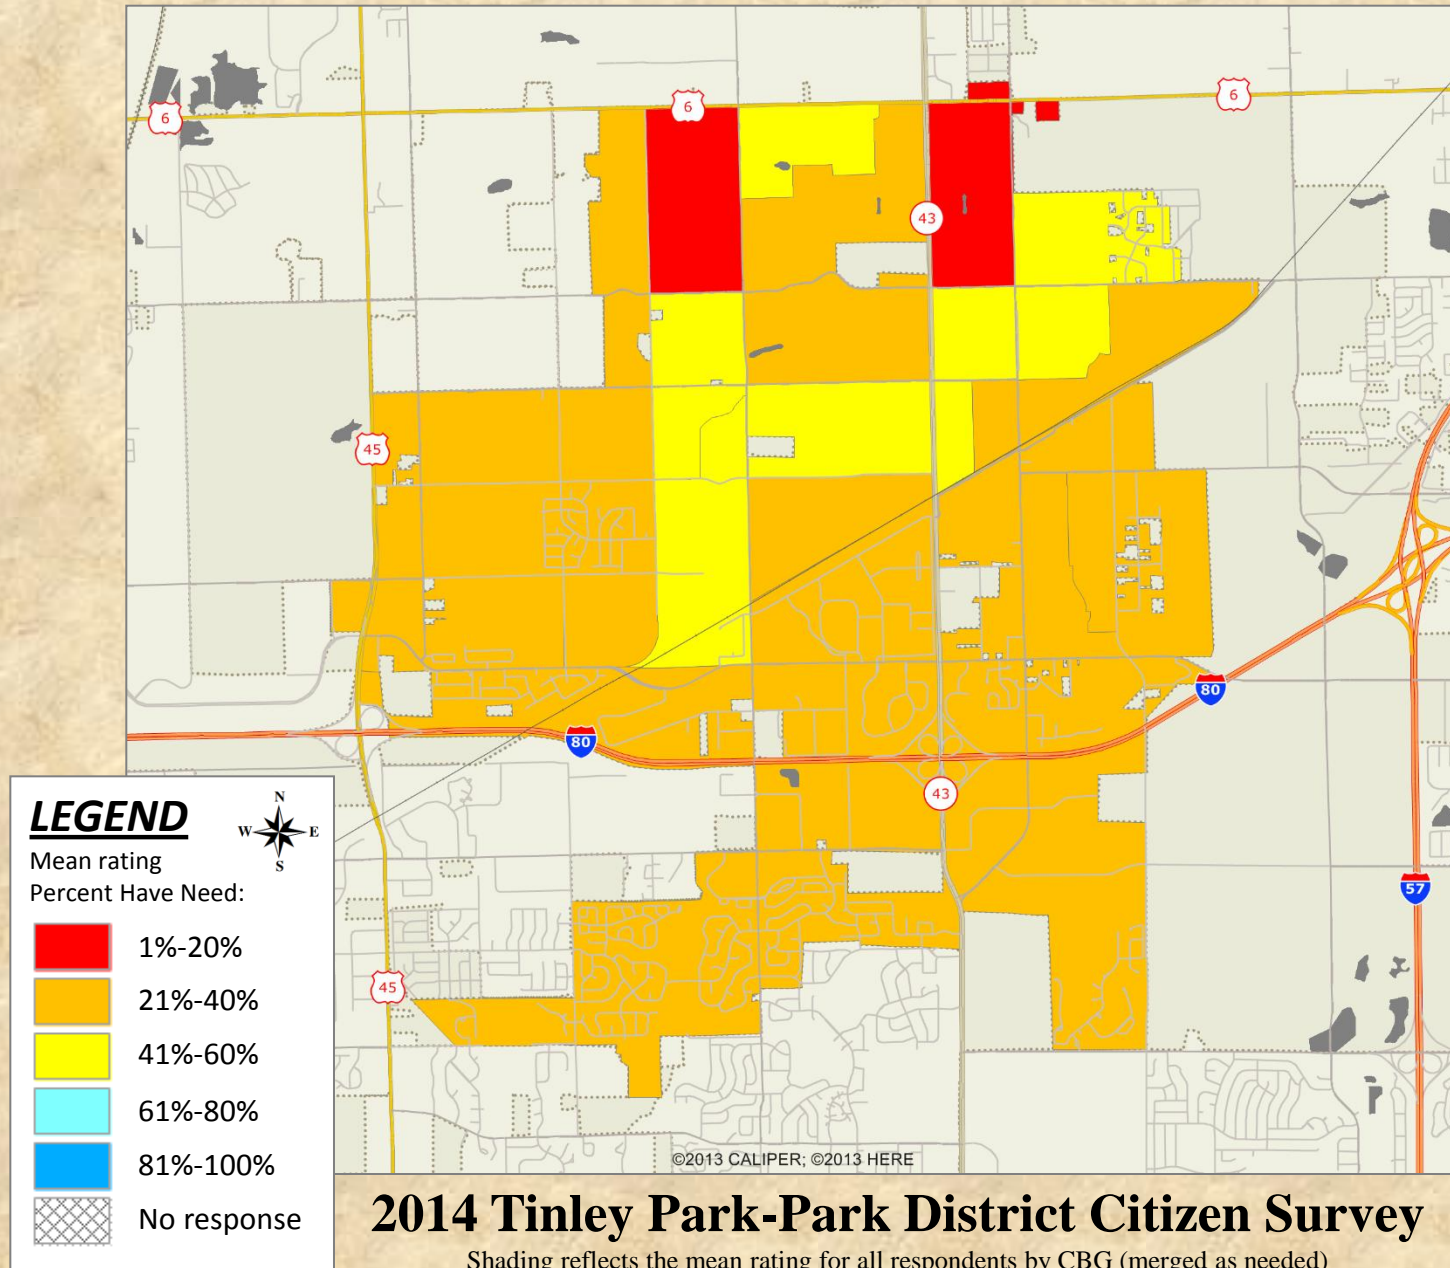 6
6
6
43
45
80
80
43
57
45
LEGEND
N
W E
S
Mean rating
Percent Have Need:
1%-20%
21%-40%
41%-60%
61%-80%
81%-100%
No response
©2013 CALIPER; ©2013 HERE
2014 Tinley Park-Park District Citizen Survey
Shading reflects the mean rating for all respondents by CBG (merged as needed)